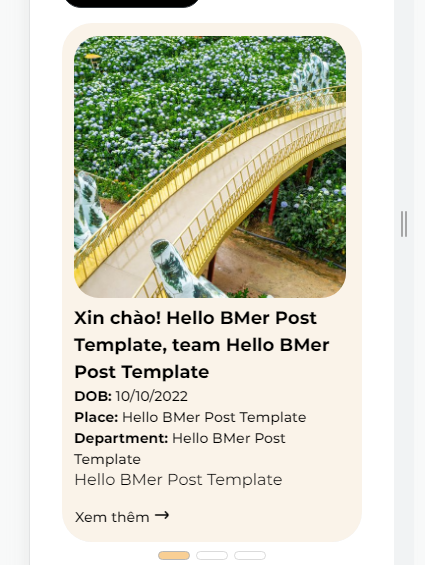 Xin chào! Hello BMer Post
Template, team Hello BMer
Post Template
DOB: 10/10/2022
Place: Hello BMer Post Template
Department: Hello BMer Post
Template
Hello BMer Post Template
Xem thêm →